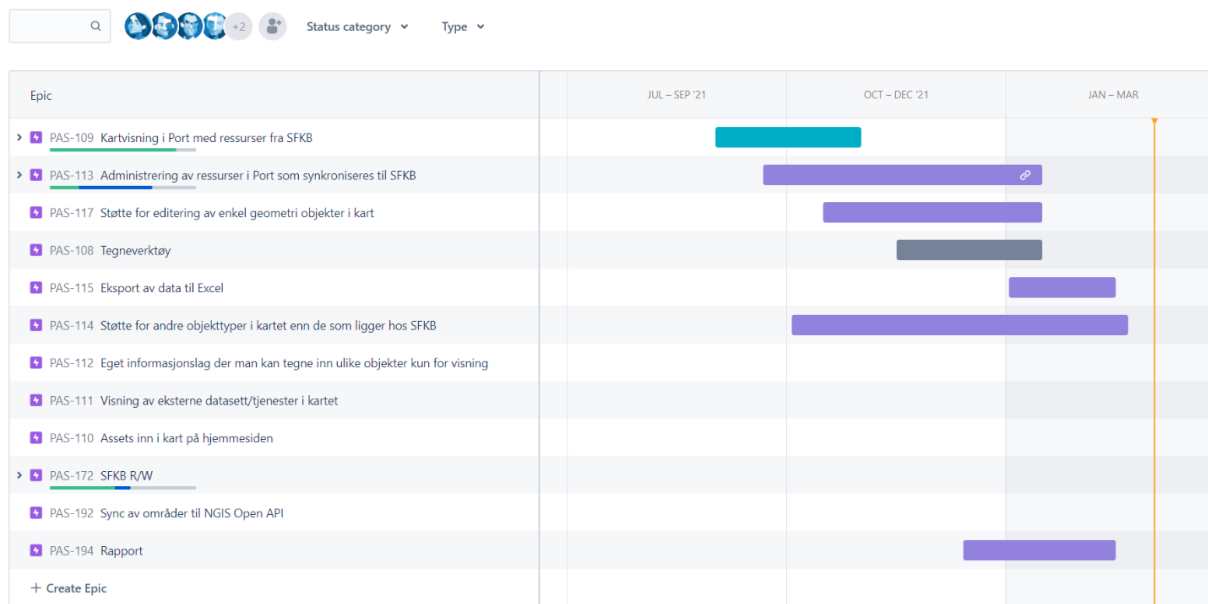 +2 Status category Type
Epic JUL – SEP '21 OCT – DEC '21 JAN – MAR
PAS-109 Kartvisning i Port med ressurser fra SFKB
PAS-113 Administrering av ressurser i Port som synkroniseres til SFKB
PAS-117 Støtte for editering av enkel geometri objekter i kart
PAS-108 Tegneverktøy
PAS-115 Eksport av data til Excel
PAS-114 Støtte for andre objekttyper i kartet enn de som ligger hos SFKB
PAS-112 Eget informasjonslag der man kan tegne inn ulike objekter kun for visning
PAS-111 Visning av eksterne datasett/tjenester i kartet
PAS-110 Assets inn i kart på hjemmesiden
PAS-172 SFKB R/W
PAS-192 Sync av områder til NGIS Open API
PAS-194 Rapport
+ Create Epic